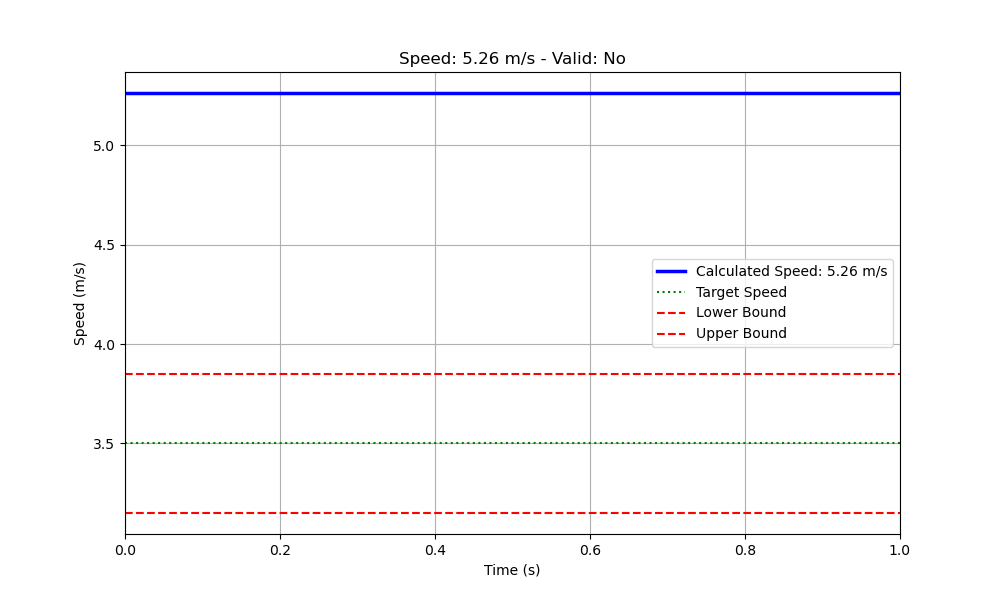 Speed: 5.26 m/s - Valid: No
Speed (m/s)
5.0
4.5
4.0
3.5
Calculated Speed: 5.26 m/s
Target Speed
Lower Bound
Upper Bound
0.0 0.2 0.4 0.6 0.8 1.0
Time (s)